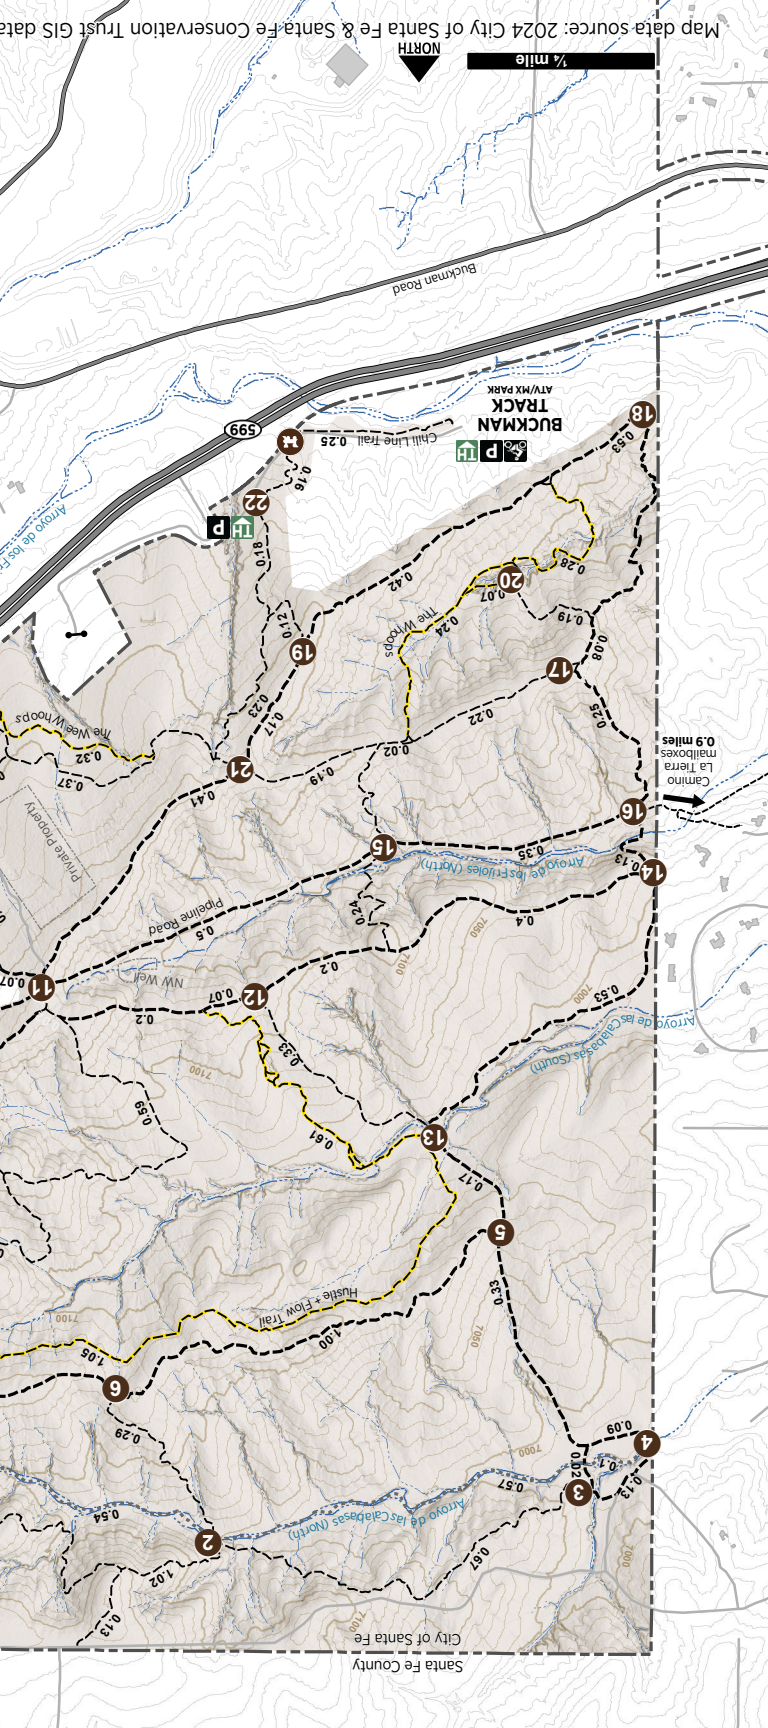 Santa Fe County
City of Santa Fe
7100
0.13
1.02
0.67
7000
2
Arroyo de las Calabasas (North)
0.54
3
0.57
0.13
0.1
0.02
4
7000
0.09
0.29
6
1.05
1.00
7050
7100
Hustle + Flow Trail
0.33
5
0.17
13
0.61
0.59
0.33
7100
Arroyo de las Calabasas (South)
0.2
12
0.07
7000
0.53
11
0.07
NW Well
0.2
7100
7050
0.5
Pipeline Road
0.24
0.4
14
Arroyo de los Frijoles (North)
0.13
15
0.35
16
Private Property
0.41
Camino
La Tierra
mailboxes
0.9 miles
0.37
0.32
The Wee Whoops
21
0.19
0.02
0.22
0.25
0.23
0.17
17
0.08
19
The Whoops
0.24
0.12
0.19
0.07
20
0.42
0.28
0.18
TH
P
22
0.16
0.53
Chili Line Trail
0.25
TH
P
BUCKMAN
TRACK
ATV/MX PARK
18
599
Arroyo de los Fri
Buckman Road
¼ mile
NORTH
Map data source: 2024 City of Santa Fe & Santa Fe Conservation Trust GIS data